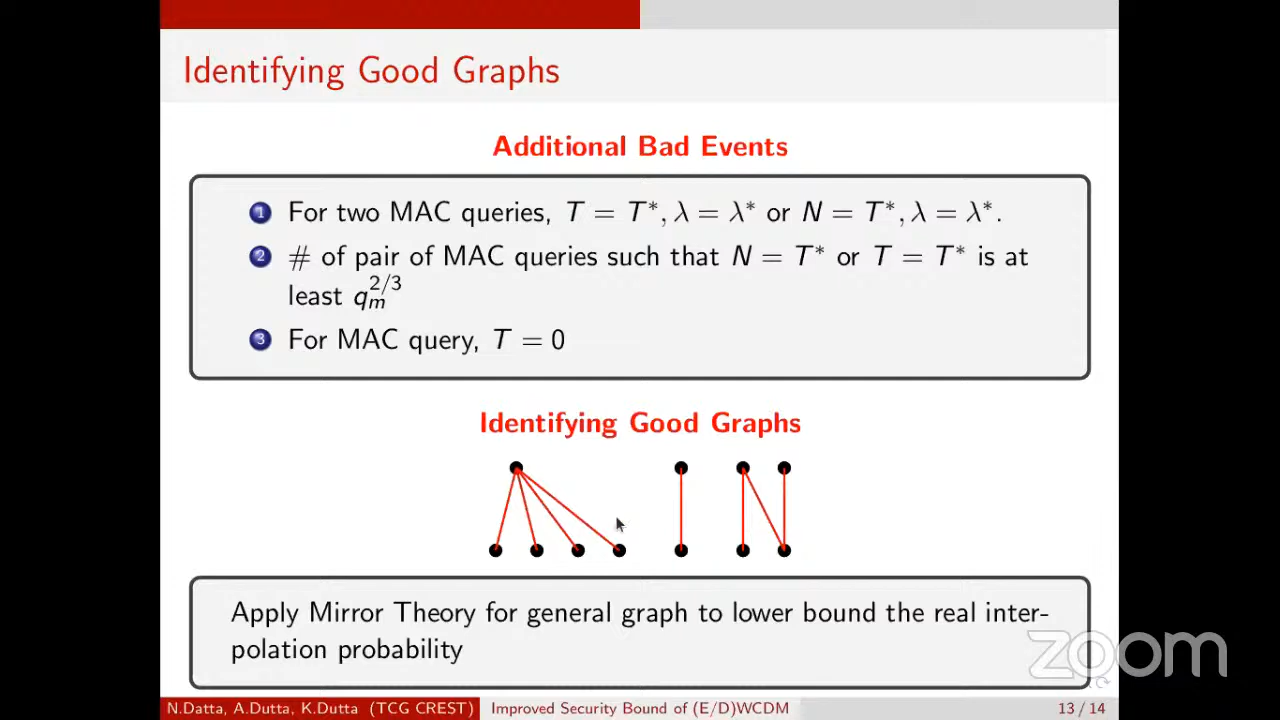 Identifying Good Graphs
Additional Bad Events
1 For two MAC queries, T = T*, λ = λ* or N = T*, λ = λ*.
2 # of pair of MAC queries such that N = T* or T = T* is at
least q_m^{2/3}
3 For MAC query, T = 0
Identifying Good Graphs
Apply Mirror Theory for general graph to lower bound the real inter-
polation probability
zoom
N.Datta, A.Dutta, K.Dutta (TCG CREST) Improved Security Bound of (E/D)WCDM 13 / 14